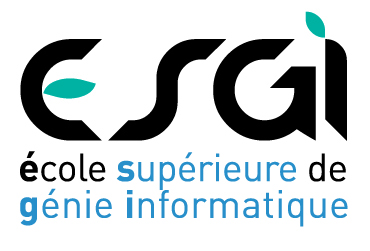 ESGI
école supérieure de
génie informatique